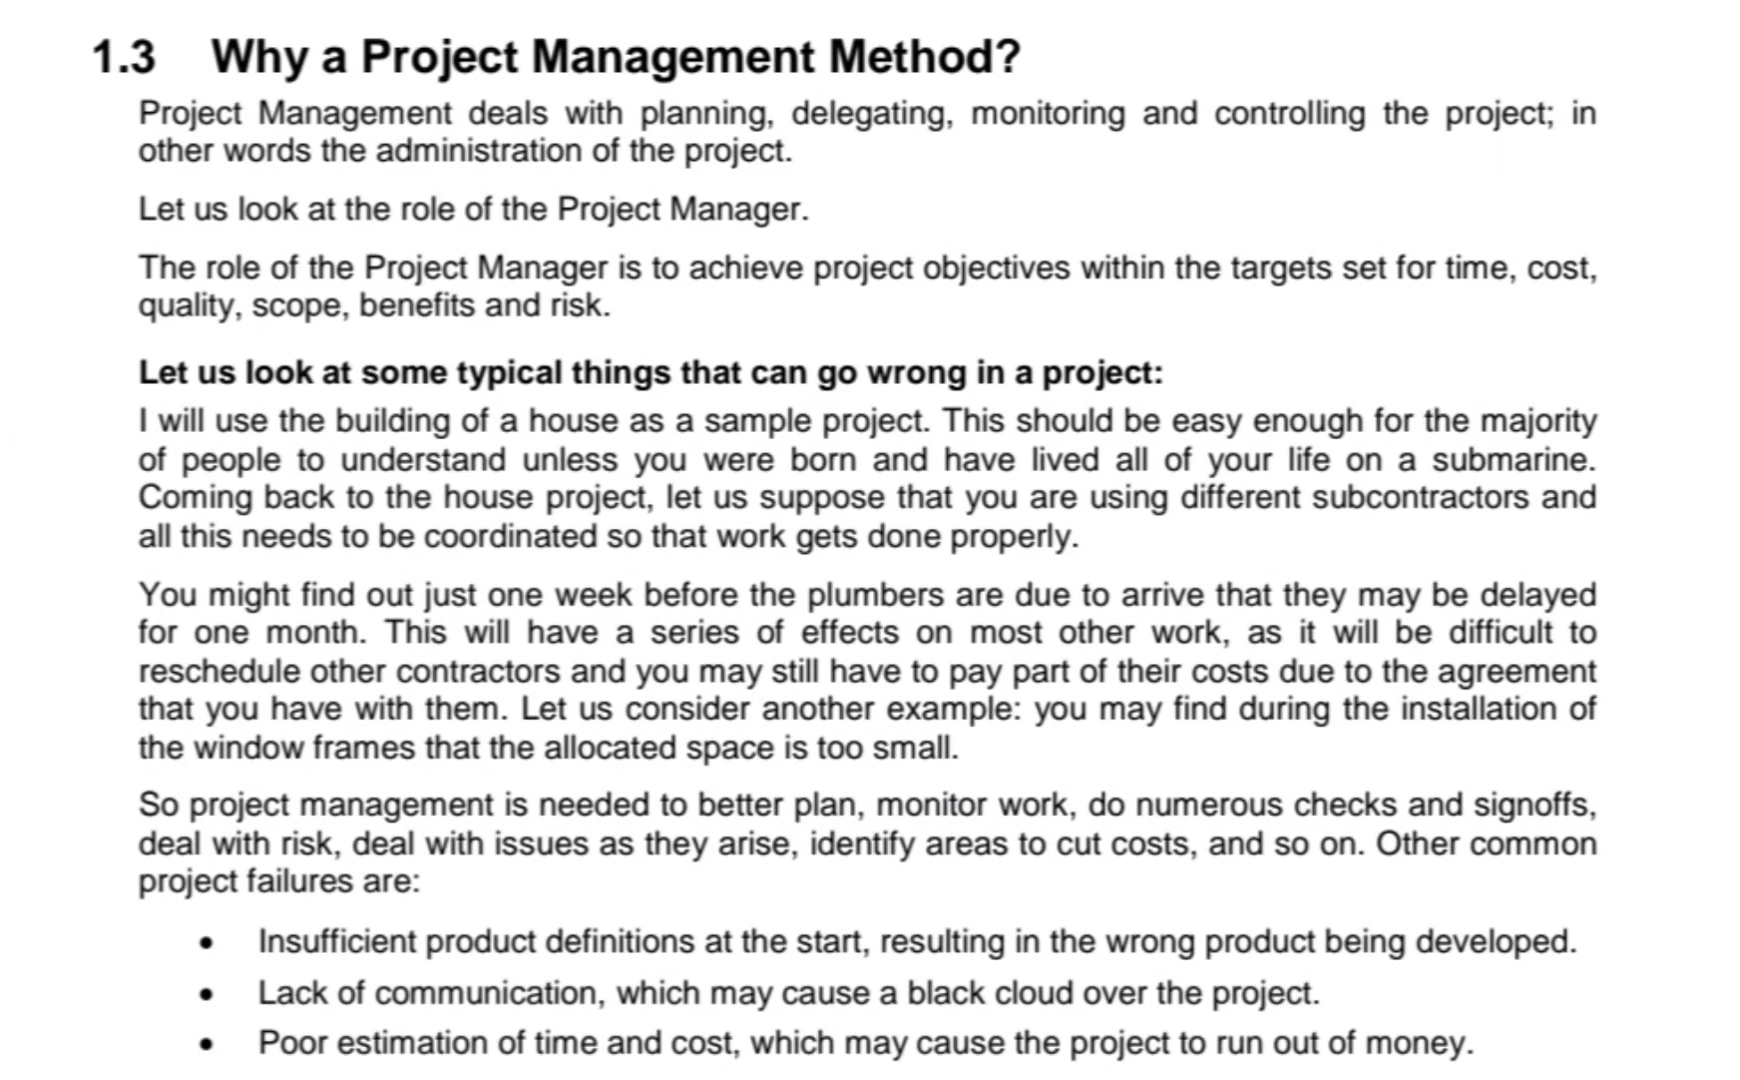 1.3 Why a Project Management Method?
Project Management deals with planning, delegating, monitoring and controlling the project; in
other words the administration of the project.
Let us look at the role of the Project Manager.
The role of the Project Manager is to achieve project objectives within the targets set for time, cost,
quality, scope, benefits and risk.
Let us look at some typical things that can go wrong in a project:
I will use the building of a house as a sample project. This should be easy enough for the majority
of people to understand unless you were born and have lived all of your life on a submarine.
Coming back to the house project, let us suppose that you are using different subcontractors and
all this needs to be coordinated so that work gets done properly.
You might find out just one week before the plumbers are due to arrive that they may be delayed
for one month. This will have a series of effects on most other work, as it will be difficult to
reschedule other contractors and you may still have to pay part of their costs due to the agreement
that you have with them. Let us consider another example: you may find during the installation of
the window frames that the allocated space is too small.
So project management is needed to better plan, monitor work, do numerous checks and signoffs,
deal with risk, deal with issues as they arise, identify areas to cut costs, and so on. Other common
project failures are:
• Insufficient product definitions at the start, resulting in the wrong product being developed.
• Lack of communication, which may cause a black cloud over the project.
• Poor estimation of time and cost, which may cause the project to run out of money.